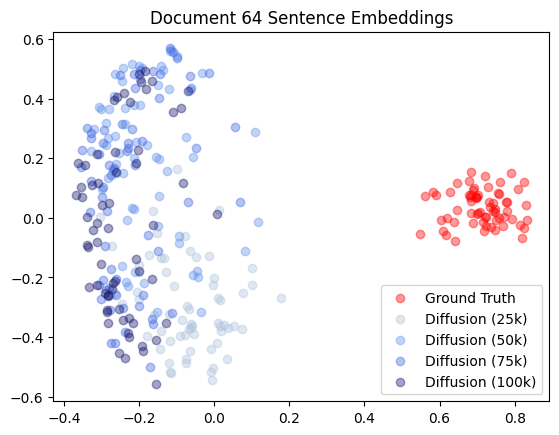 Document 64 Sentence Embeddings
0.6
0.4
0.2
0.0
−0.2
−0.4
−0.6
−0.4
−0.2
0.0
0.2
0.4
0.6
0.8
Ground Truth
Diffusion (25k)
Diffusion (50k)
Diffusion (75k)
Diffusion (100k)